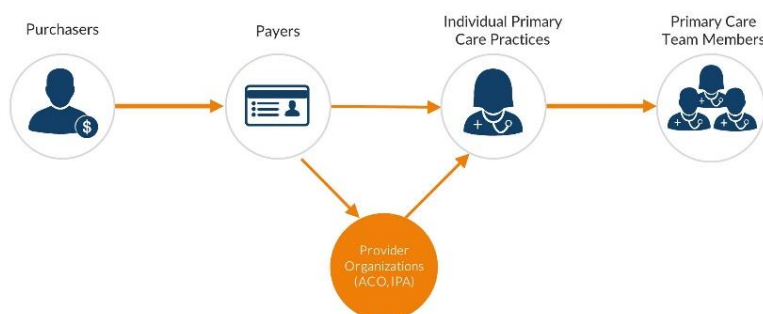 Purchasers
Payers
Individual Primary
Care Practices
Primary Care
Team Members
$
Provider
Organizations
(ACO, IPA)